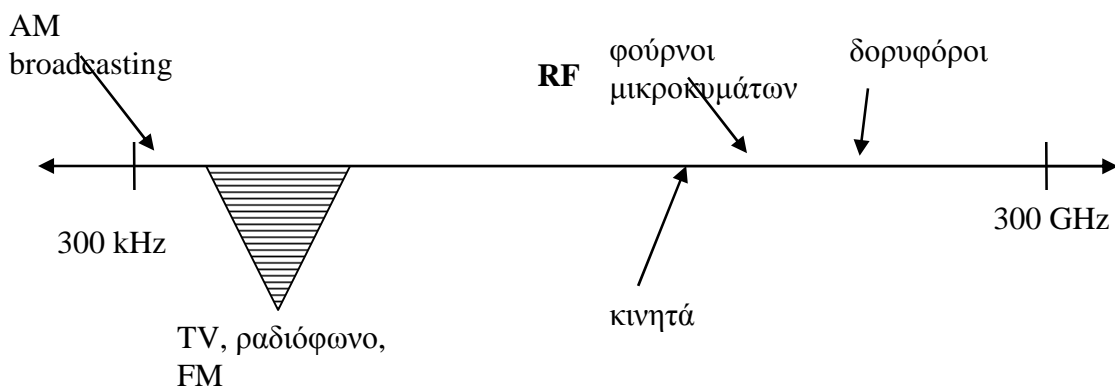 AM
broadcasting
RF
φούρνοι
μικροκυμάτων
δορυφόροι
300 kHz
300 GHz
κινητά
TV, ραδιόφωνο,
FM